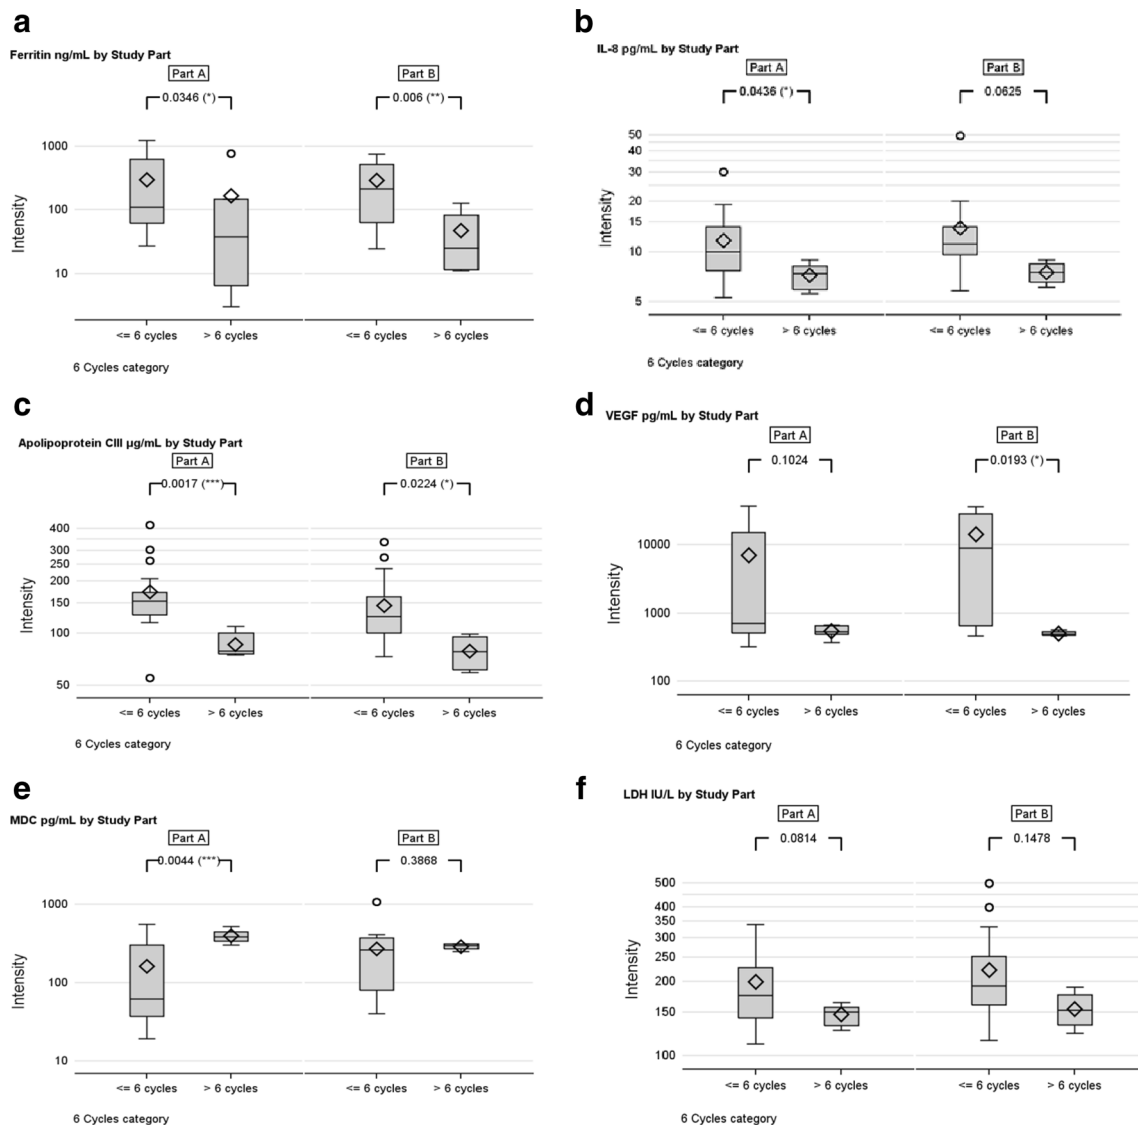 a
Ferritin ng/mL by Study Part
Part A
Part B
0.0346 (*)
0.006 (**)
Intensity
1000
100
10
<= 6 cycles
> 6 cycles
<= 6 cycles
> 6 cycles
6 Cycles category
b
IL-8 pg/mL by Study Part
Part A
Part B
0.0436 (*)
0.0625
Intensity
50
40
30
20
15
10
5
<= 6 cycles
> 6 cycles
<= 6 cycles
> 6 cycles
6 Cycles category
c
Apolipoprotein CIII µg/mL by Study Part
Part A
Part B
0.0017 (***)
0.0224 (*)
Intensity
400
300
250
200
150
100
50
<= 6 cycles
> 6 cycles
<= 6 cycles
> 6 cycles
6 Cycles category
d
VEGF pg/mL by Study Part
Part A
Part B
0.1024
0.0193 (*)
Intensity
10000
1000
100
<= 6 cycles
> 6 cycles
<= 6 cycles
> 6 cycles
6 Cycles category
e
MDC pg/mL by Study Part
Part A
Part B
0.0044 (***)
0.3868
Intensity
1000
100
10
<= 6 cycles
> 6 cycles
<= 6 cycles
> 6 cycles
6 Cycles category
f
LDH IU/L by Study Part
Part A
Part B
0.0814
0.1478
Intensity
500
400
350
300
250
200
150
100
<= 6 cycles
> 6 cycles
<= 6 cycles
> 6 cycles
6 Cycles category